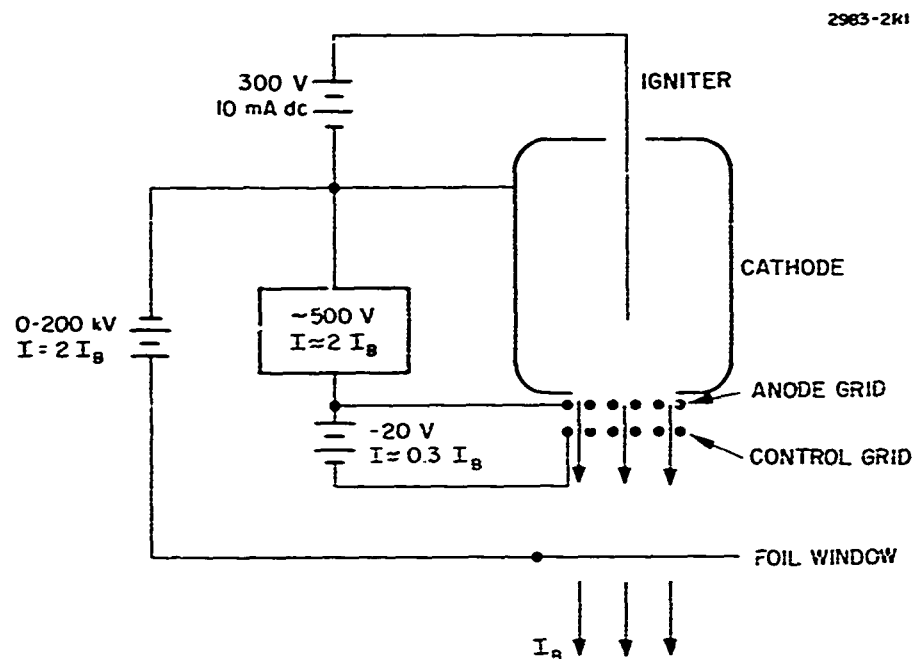 2983-2R1
300 V
10 mA dc
IGNITER
CATHODE
0-200 kV
I = 2 I_B
~500 V
I ≈ 2 I_B
ANODE GRID
-20 V
I ≈ 0.3 I_B
CONTROL GRID
FOIL WINDOW
I_B